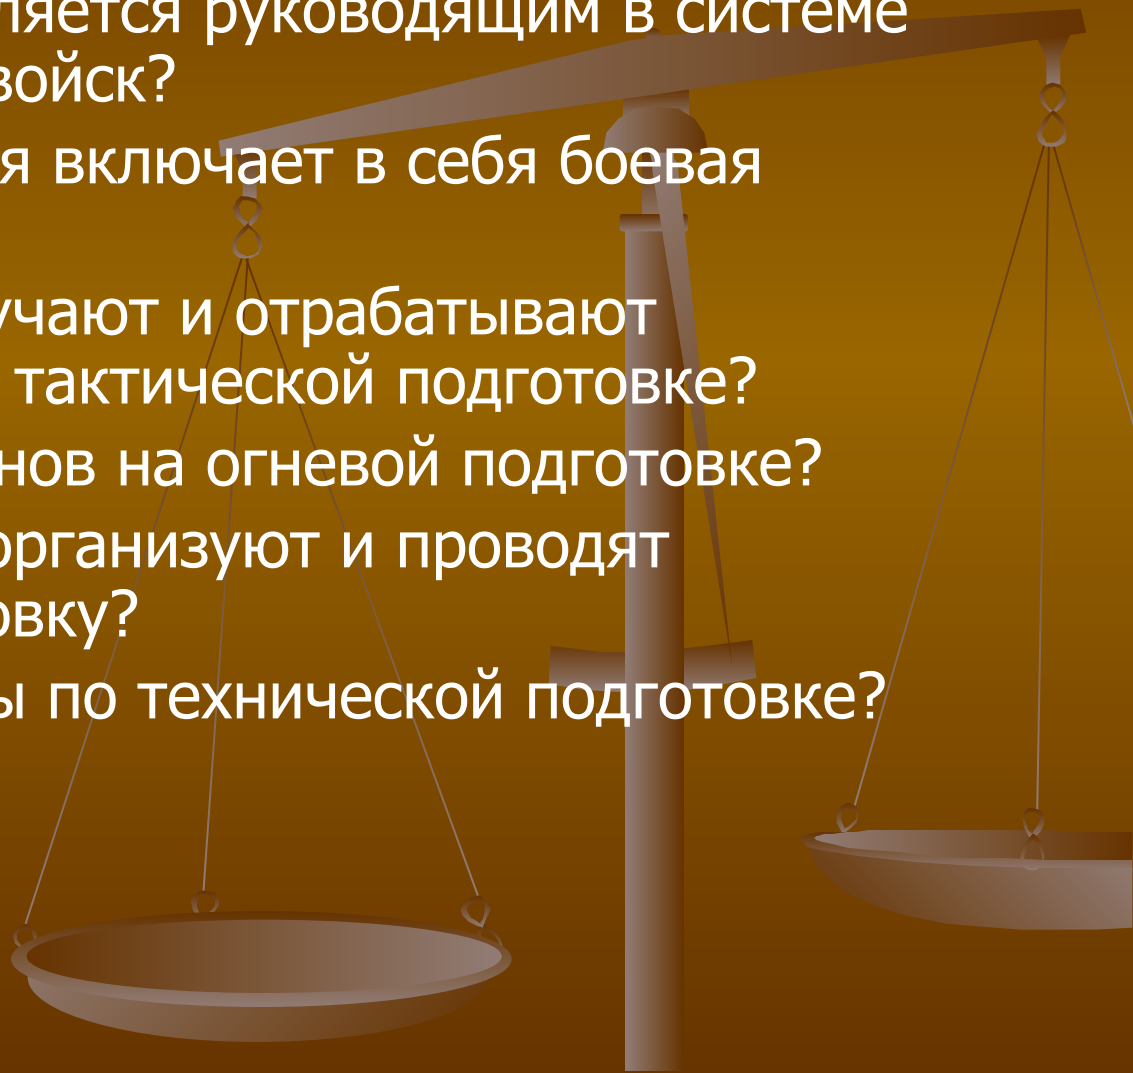 ляется руководящим в системе
войск?
я включает в себя боевая
учают и отрабатывают
тактической подготовке?
нов на огневой подготовке?
организуют и проводят
овку?
ы по технической подготовке?